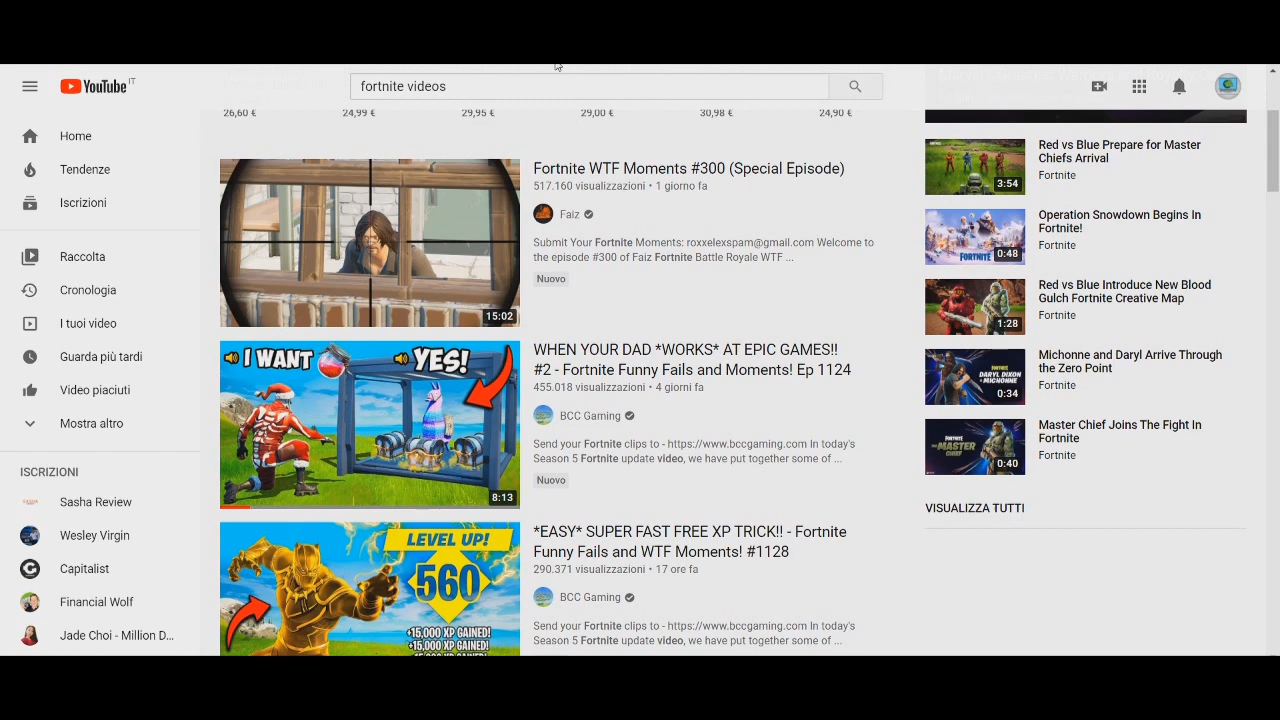 YouTube IT
fortnite videos
Home
Tendenze
Iscrizioni
Raccolta
Cronologia
I tuoi video
Guarda più tardi
Video piaciuti
Mostra altro
ISCRIZIONI
Sasha Review
Wesley Virgin
Capitalist
Financial Wolf
Jade Choi - Million D...
26,60 € 24,99 € 29,95 € 29,00 € 30,98 € 24,90 €
15:02
Fortnite WTF Moments #300 (Special Episode)
517.160 visualizzazioni • 1 giorno fa
Faiz
Submit Your Fortnite Moments: roxxelexspam@gmail.com Welcome to
the episode #300 of Faiz Fortnite Battle Royale WTF ...
Nuovo
I WANT YES!
8:13
WHEN YOUR DAD *WORKS* AT EPIC GAMES!!
#2 - Fortnite Funny Fails and Moments! Ep 1124
455.018 visualizzazioni • 4 giorni fa
BCC Gaming
Send your Fortnite clips to - https://www.bccgaming.com In today's
Season 5 Fortnite update video, we have put together some of ...
Nuovo
LEVEL UP!
560
+15,000 XP GAINED!
+15,000 XP GAINED!
*EASY* SUPER FAST FREE XP TRICK!! - Fortnite
Funny Fails and WTF Moments! #1128
290.371 visualizzazioni • 17 ore fa
BCC Gaming
Send your Fortnite clips to - https://www.bccgaming.com In today's
Season 5 Fortnite update video, we have put together some of ...
3:54
Red vs Blue Prepare for Master
Chiefs Arrival
Fortnite
FORTNITE
0:48
Operation Snowdown Begins In
Fortnite!
Fortnite
1:28
Red vs Blue Introduce New Blood
Gulch Fortnite Creative Map
Fortnite
DARYL DIXON
MICHONNE
0:34
Michonne and Daryl Arrive Through
the Zero Point
Fortnite
THE MASTER
CHIEF
0:40
Master Chief Joins The Fight In
Fortnite
Fortnite
VISUALIZZA TUTTI